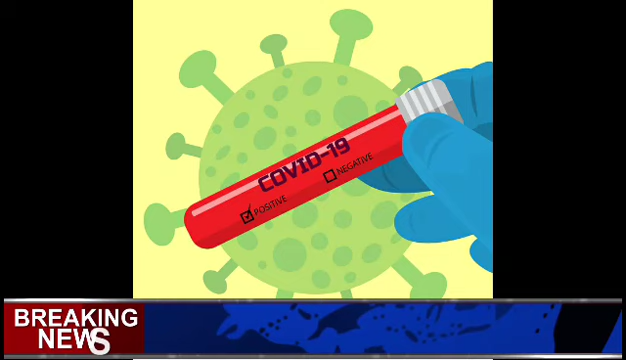 COVID-19
☑ POSITIVE
☐ NEGATIVE
BREAKING
NEWS